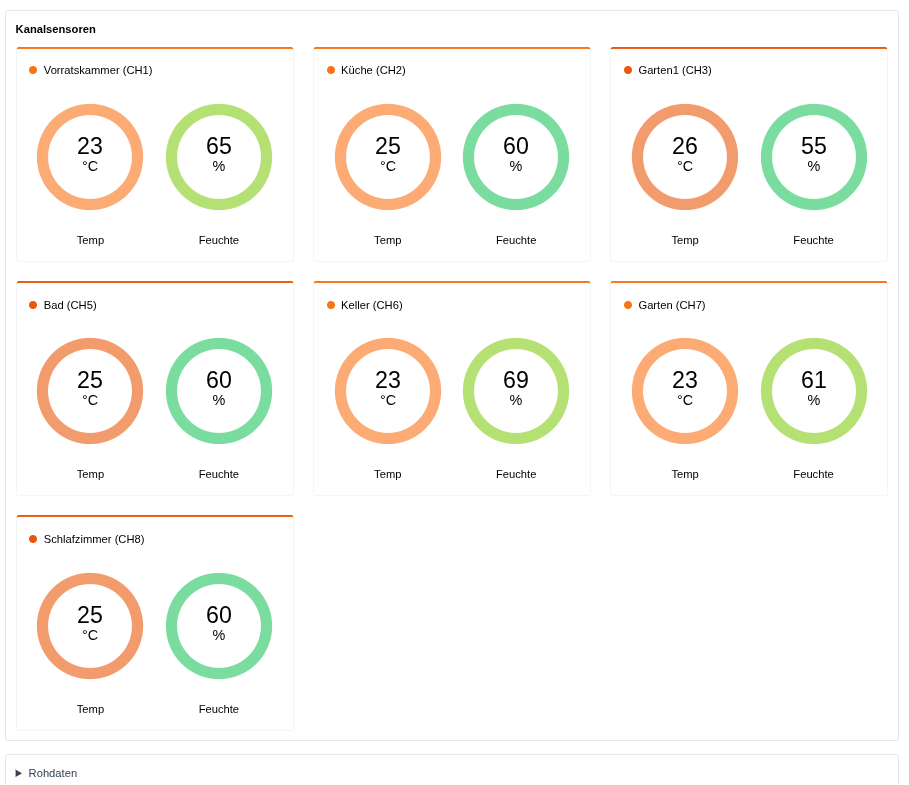 Kanalsensoren
Vorratskammer (CH1)
23
°C
Temp
65
%
Feuchte
Küche (CH2)
25
°C
Temp
60
%
Feuchte
Garten1 (CH3)
26
°C
Temp
55
%
Feuchte
Bad (CH5)
25
°C
Temp
60
%
Feuchte
Keller (CH6)
23
°C
Temp
69
%
Feuchte
Garten (CH7)
23
°C
Temp
61
%
Feuchte
Schlafzimmer (CH8)
25
°C
Temp
60
%
Feuchte
Rohdaten